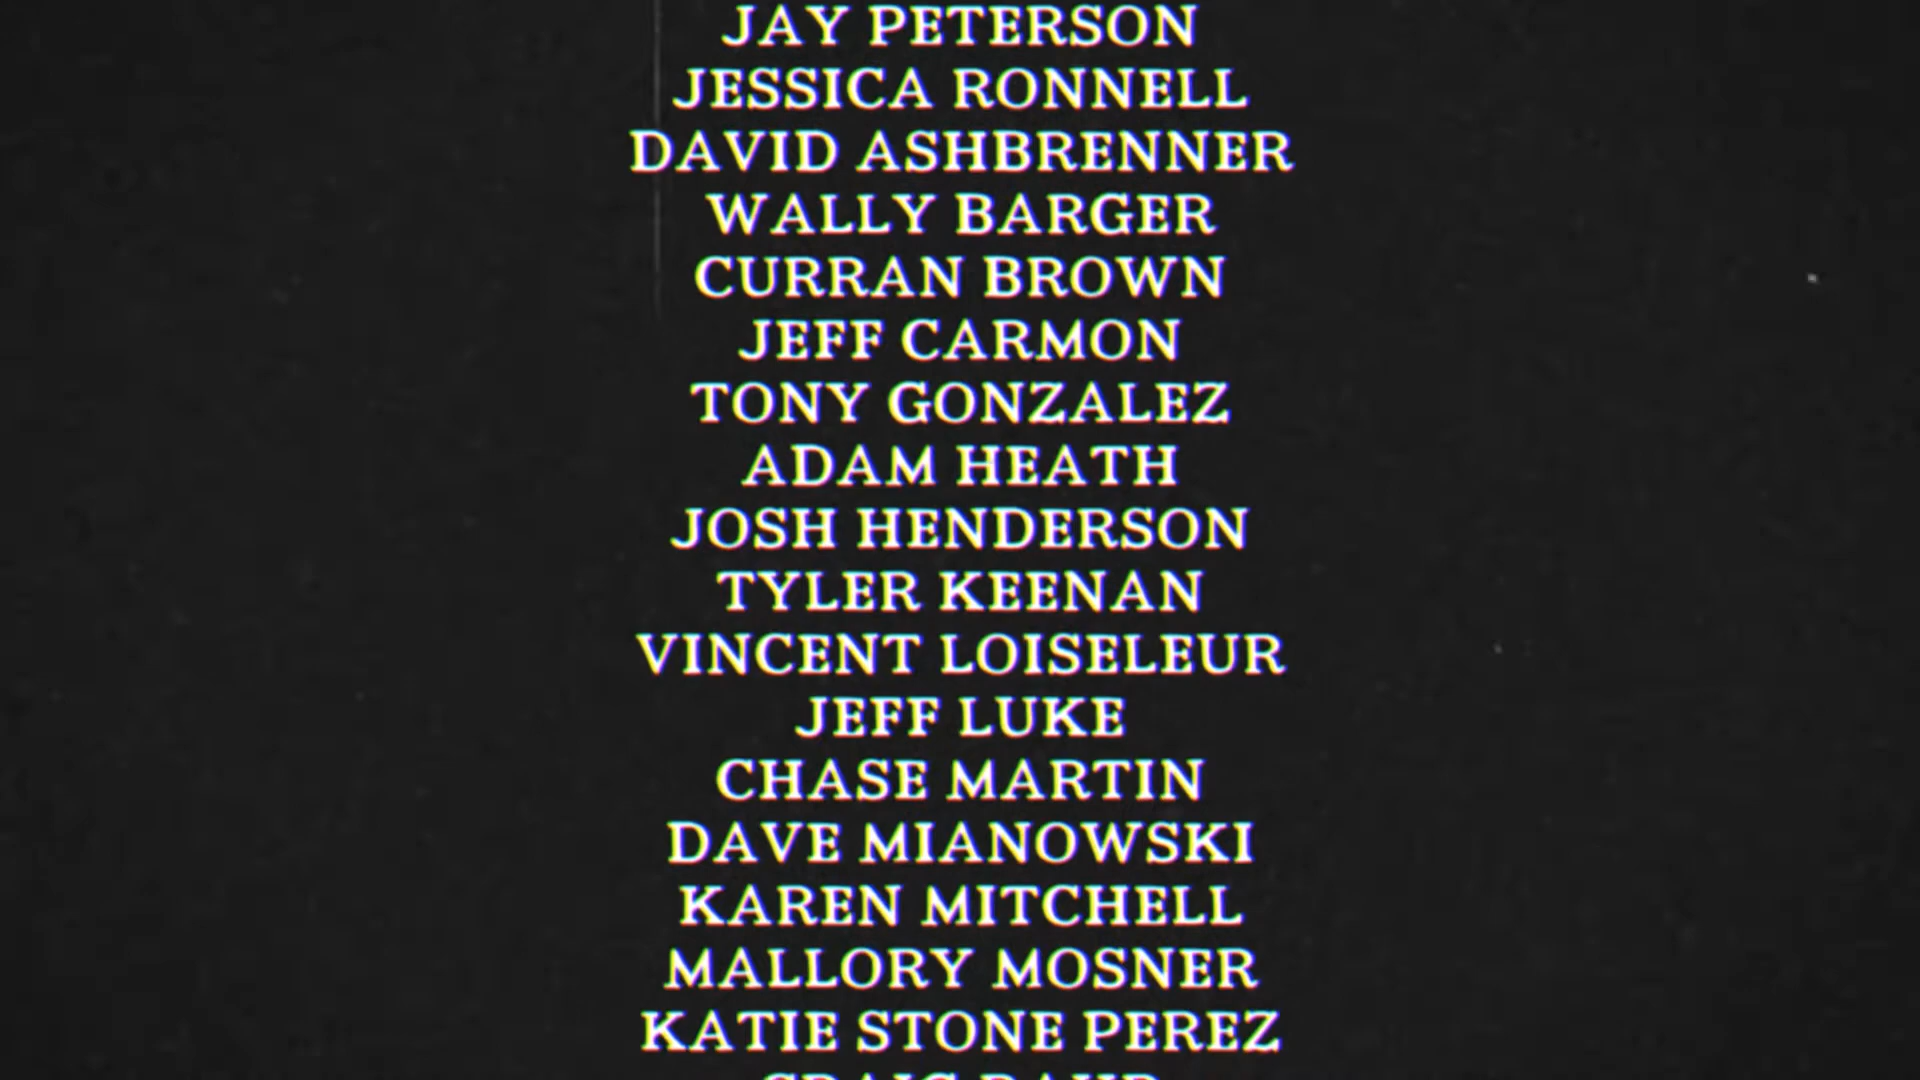 JAY PETERSON
JESSICA RONNELL
DAVID ASHBRENNER
WALLY BARGER
CURRAN BROWN
JEFF CARMON
TONY GONZALEZ
ADAM HEATH
JOSH HENDERSON
TYLER KEENAN
VINCENT LOISELEUR
JEFF LUKE
CHASE MARTIN
DAVE MIANOWSKI
KAREN MITCHELL
MALLORY MOSNER
KATIE STONE PEREZ
CRAIG